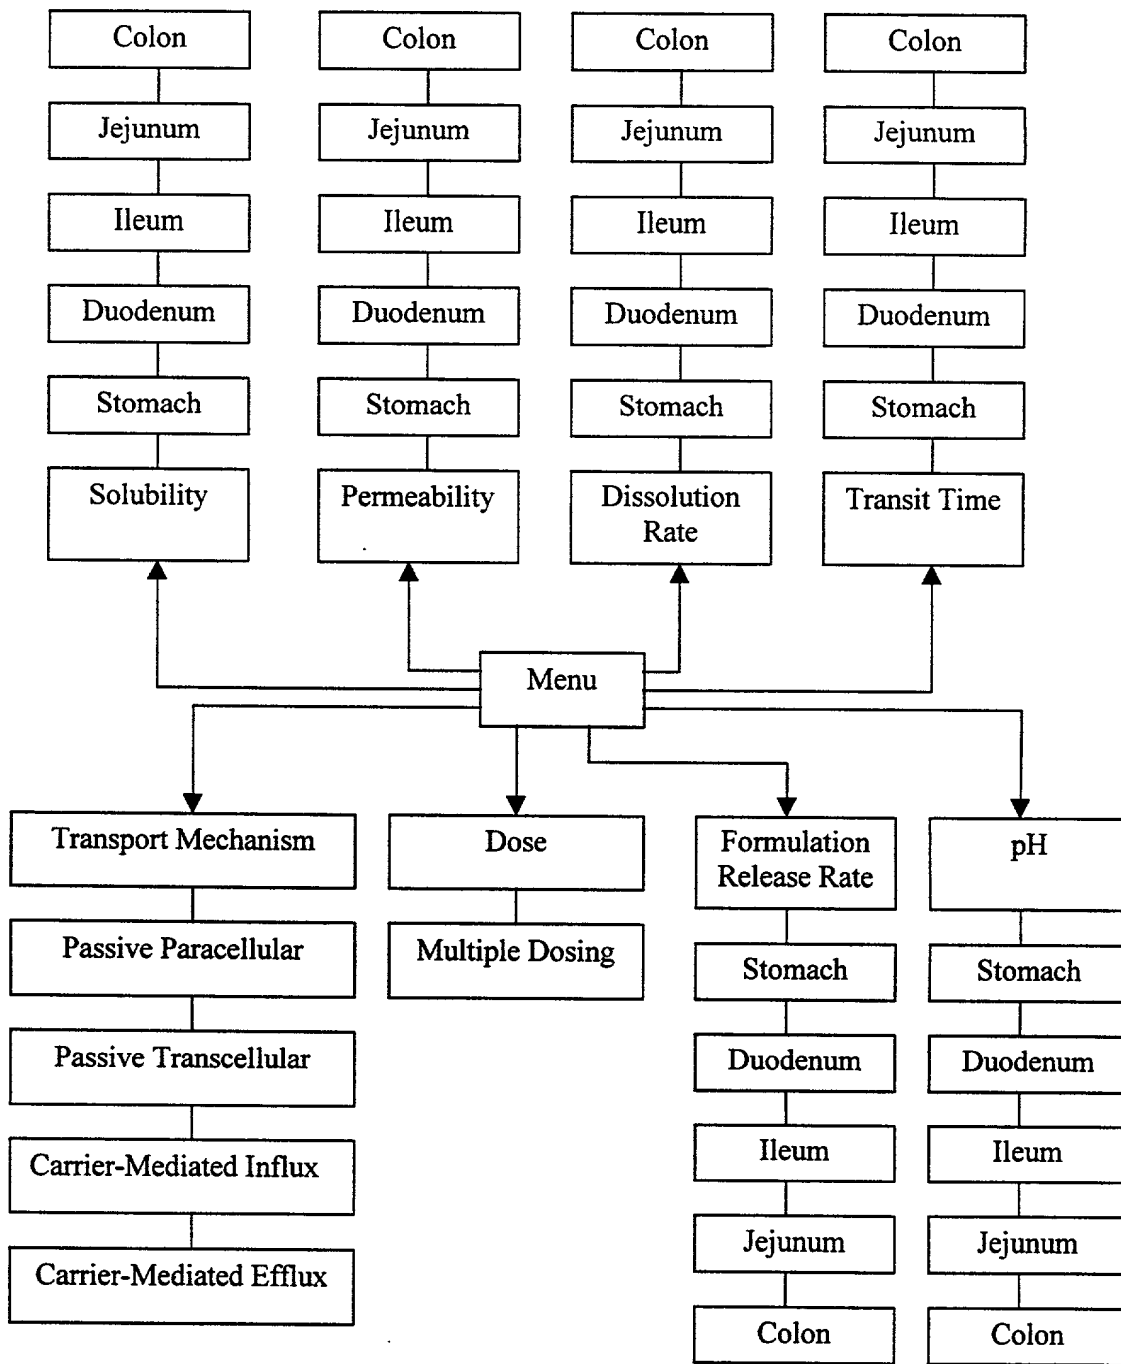 Colon
Colon
Colon
Colon
Jejunum
Jejunum
Jejunum
Jejunum
Ileum
Ileum
Ileum
Ileum
Duodenum
Duodenum
Duodenum
Duodenum
Stomach
Stomach
Stomach
Stomach
Solubility
Permeability
Dissolution
Rate
Transit Time
Menu
Transport Mechanism
Dose
Formulation
Release Rate
pH
Passive Paracellular
Multiple Dosing
Stomach
Stomach
Passive Transcellular
Duodenum
Duodenum
Carrier-Mediated Influx
Ileum
Ileum
Carrier-Mediated Efflux
Jejunum
Jejunum
Colon
Colon